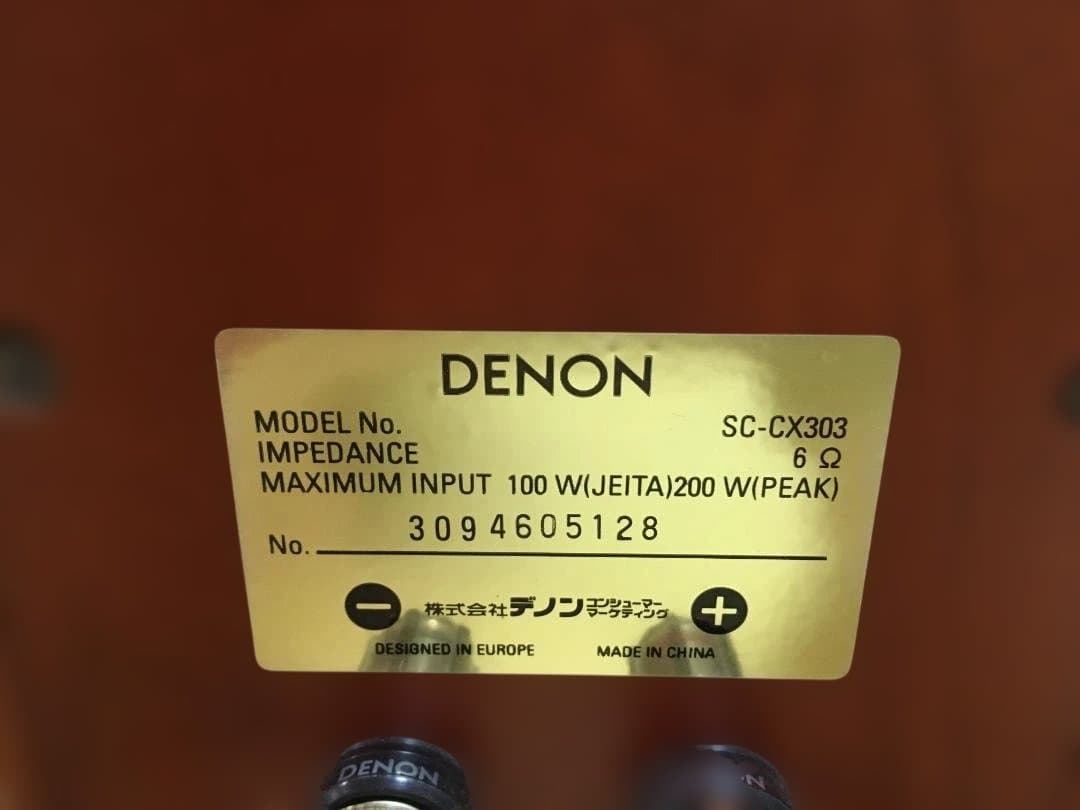 DENON
MODEL No. SC-CX303
IMPEDANCE 6 Ω
MAXIMUM INPUT 100 W(JEITA)200 W(PEAK)
No. 3094605128
− 株式会社デノン コンシューマーマーケティング +
DESIGNED IN EUROPE MADE IN CHINA
DENON